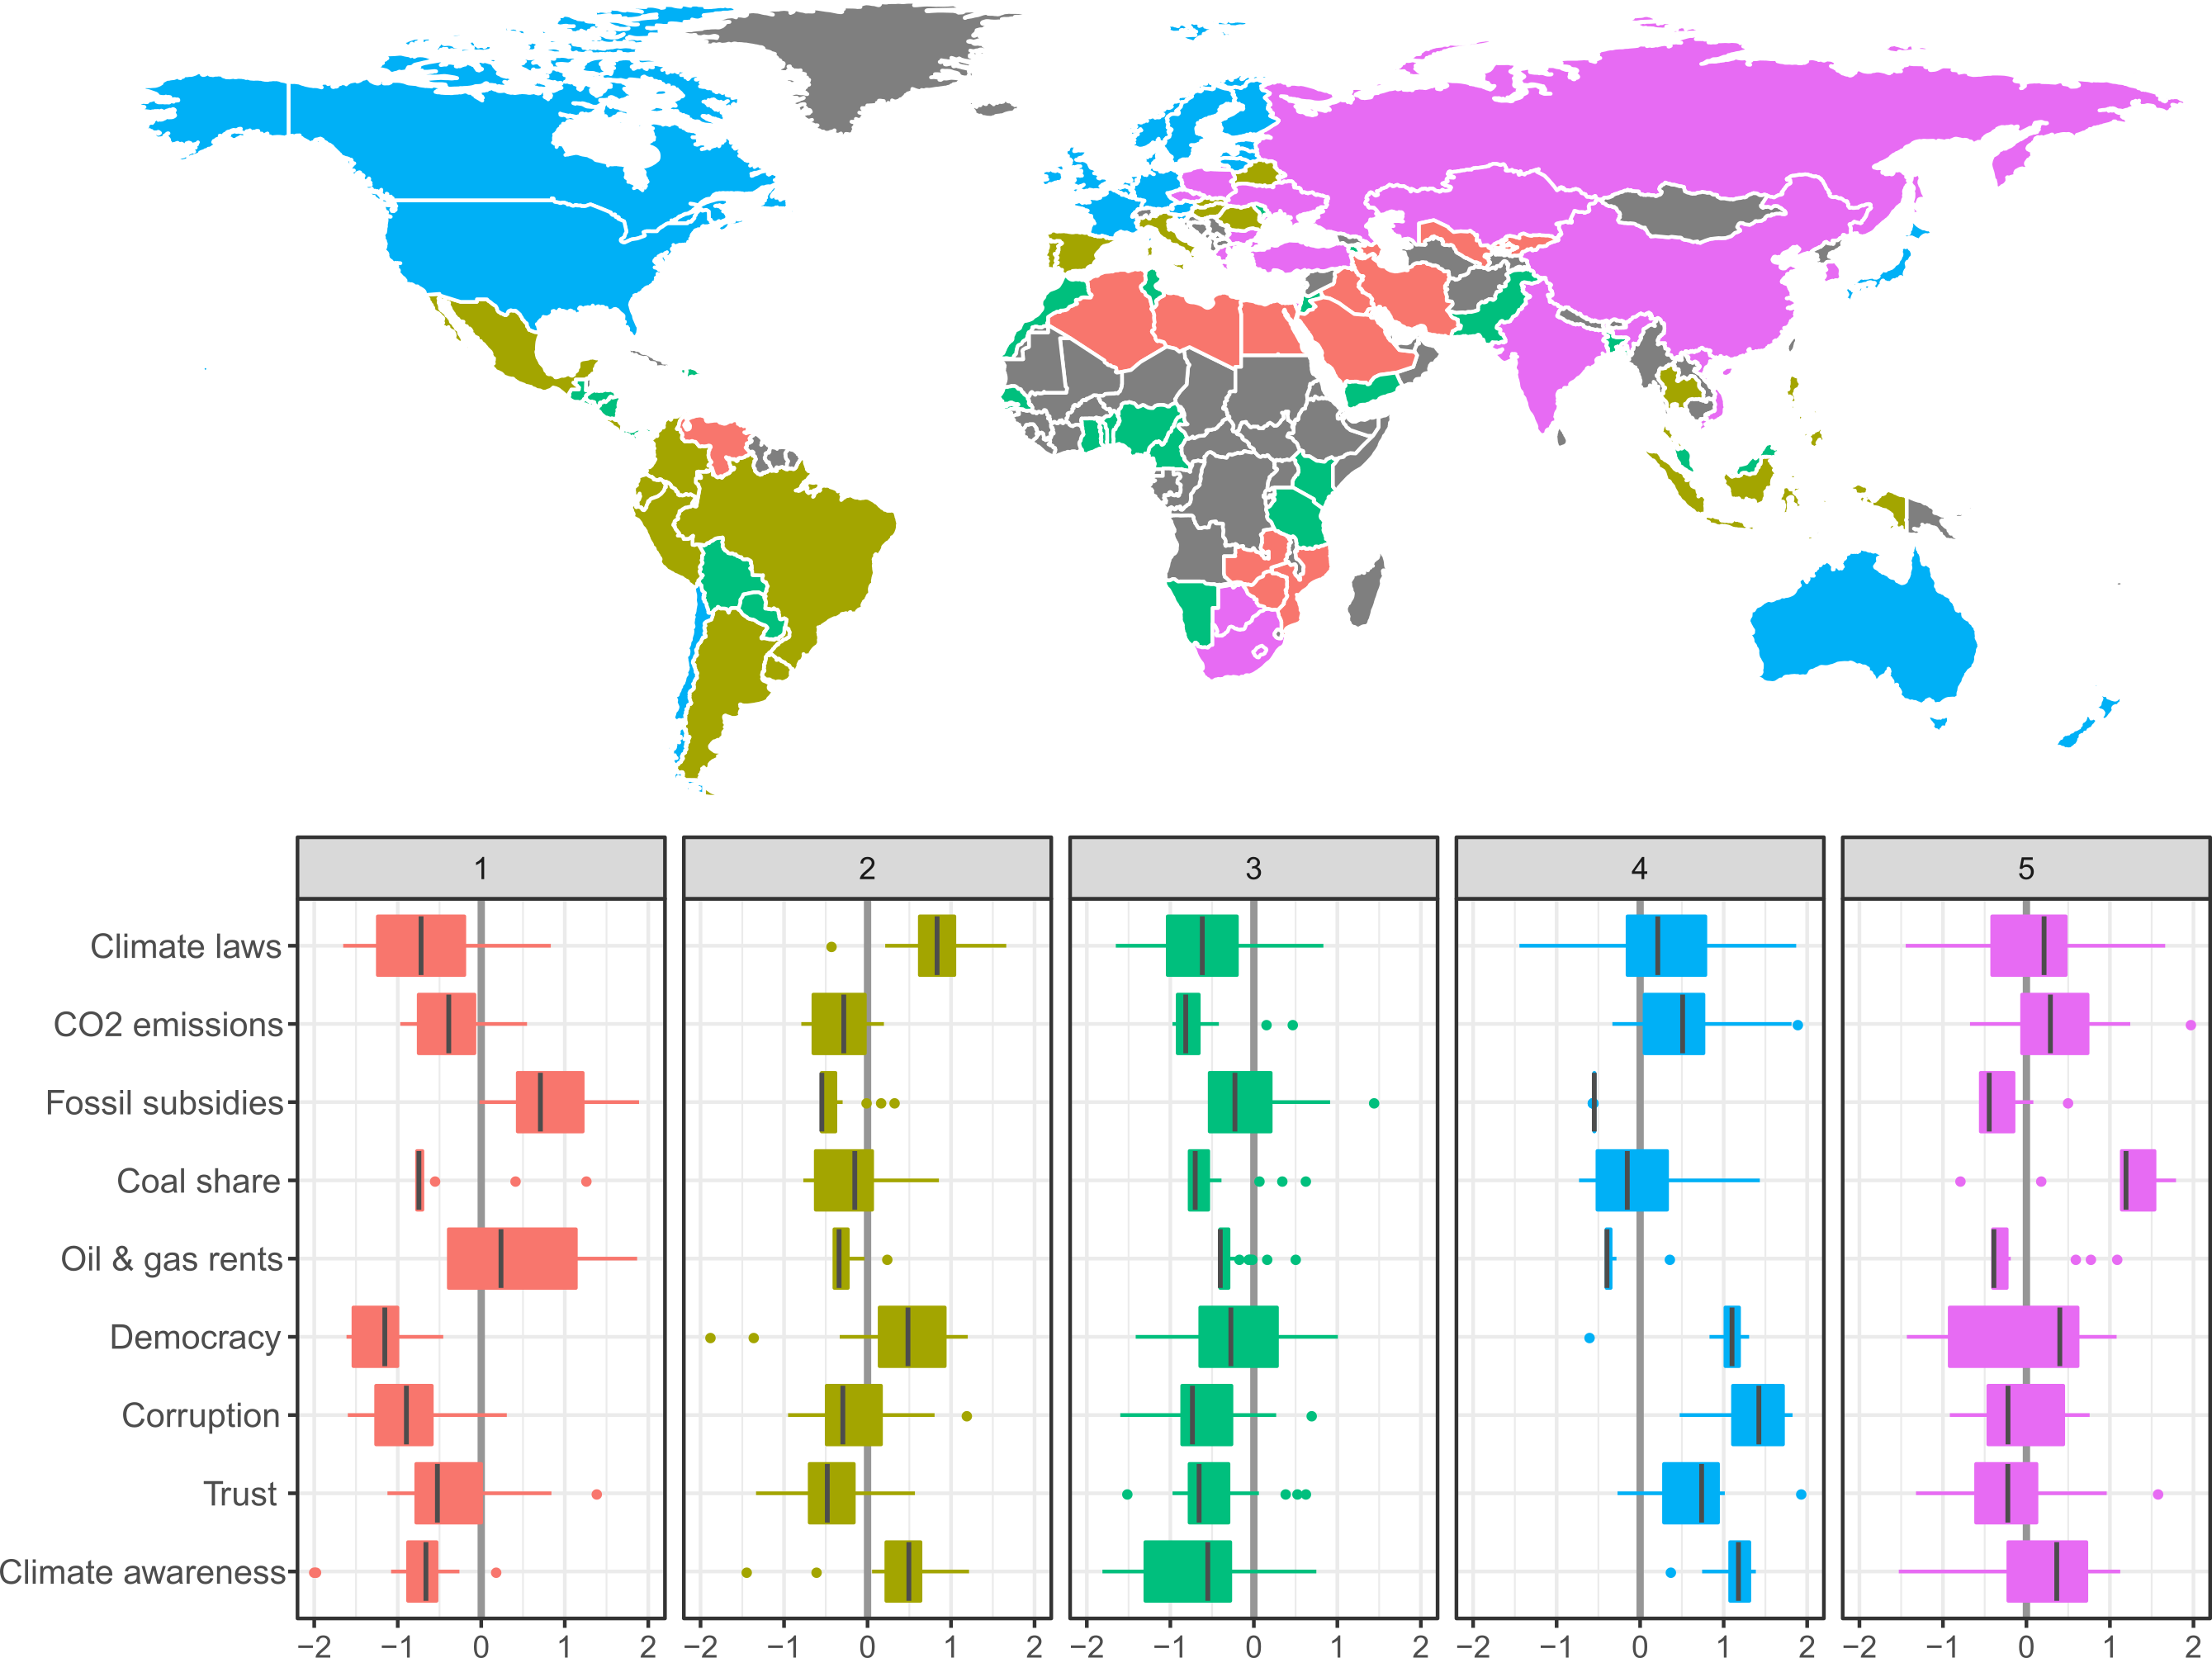 1 2 3 4 5
Climate laws
CO2 emissions
Fossil subsidies
Coal share
Oil & gas rents
Democracy
Corruption
Trust
Climate awareness
−2 −1 0 1 2 −2 −1 0 1 2 −2 −1 0 1 2 −2 −1 0 1 2 −2 −1 0 1 2